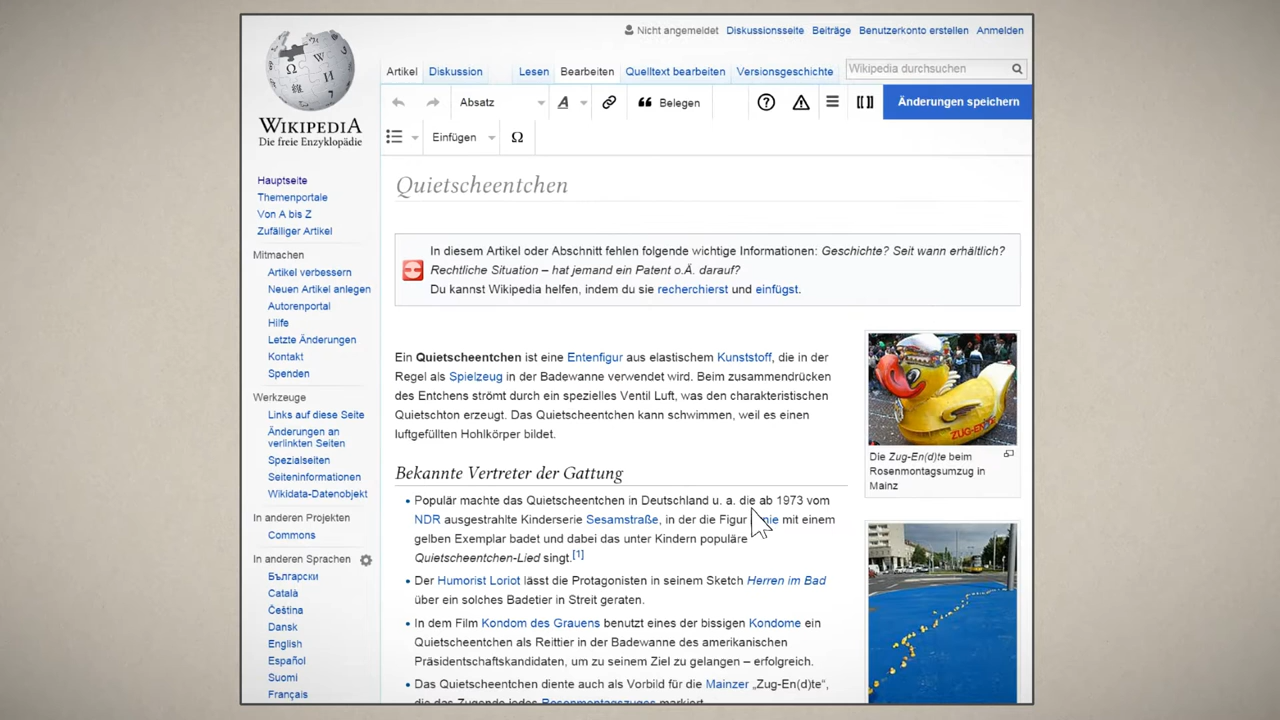 Nicht angemeldet Diskussionsseite Beiträge Benutzerkonto erstellen Anmelden
Artikel Diskussion Lesen Bearbeiten Quelltext bearbeiten Versionsgeschichte Wikipedia durchsuchen
Absatz A Belegen Änderungen speichern
Einfügen Ω
WIKIPEDIA
Die freie Enzyklopädie
Hauptseite
Themenportale
Von A bis Z
Zufälliger Artikel
Mitmachen
Artikel verbessern
Neuen Artikel anlegen
Autorenportal
Hilfe
Letzte Änderungen
Kontakt
Spenden
Werkzeuge
Links auf diese Seite
Änderungen an
verlinkten Seiten
Spezialseiten
Seiteninformationen
Wikidata-Datenobjekt
In anderen Projekten
Commons
In anderen Sprachen
Български
Català
Čeština
Dansk
English
Español
Suomi
Français
Quietscheentchen
In diesem Artikel oder Abschnitt fehlen folgende wichtige Informationen: Geschichte? Seit wann erhältlich?
Rechtliche Situation – hat jemand ein Patent o.Ä. darauf?
Du kannst Wikipedia helfen, indem du sie recherchierst und einfügst.
Ein Quietscheentchen ist eine Entenfigur aus elastischem Kunststoff, die in der
Regel als Spielzeug in der Badewanne verwendet wird. Beim zusammendrücken
des Entchens strömt durch ein spezielles Ventil Luft, was den charakteristischen
Quietschton erzeugt. Das Quietscheentchen kann schwimmen, weil es einen
luftgefüllten Hohlkörper bildet.
Bekannte Vertreter der Gattung
• Populär machte das Quietscheentchen in Deutschland u. a. die ab 1973 vom
NDR ausgestrahlte Kinderserie Sesamstraße, in der die Figur mit einem
gelben Exemplar badet und dabei das unter Kindern populäre
Quietscheentchen-Lied singt.[1]
• Der Humorist Loriot lässt die Protagonisten in seinem Sketch Herren im Bad
über ein solches Badetier in Streit geraten.
• In dem Film Kondom des Grauens benutzt eines der bissigen Kondome ein
Quietscheentchen als Reittier in der Badewanne des amerikanischen
Präsidentschaftskandidaten, um zu seinem Ziel zu gelangen – erfolgreich.
• Das Quietscheentchen diente auch als Vorbild für die Mainzer „Zug-En(d)te“,
die das Zugende jedes Rosenmontagszuges markiert.
ZUG-EN
Die Zug-En(d)te beim
Rosenmontagsumzug in
Mainz